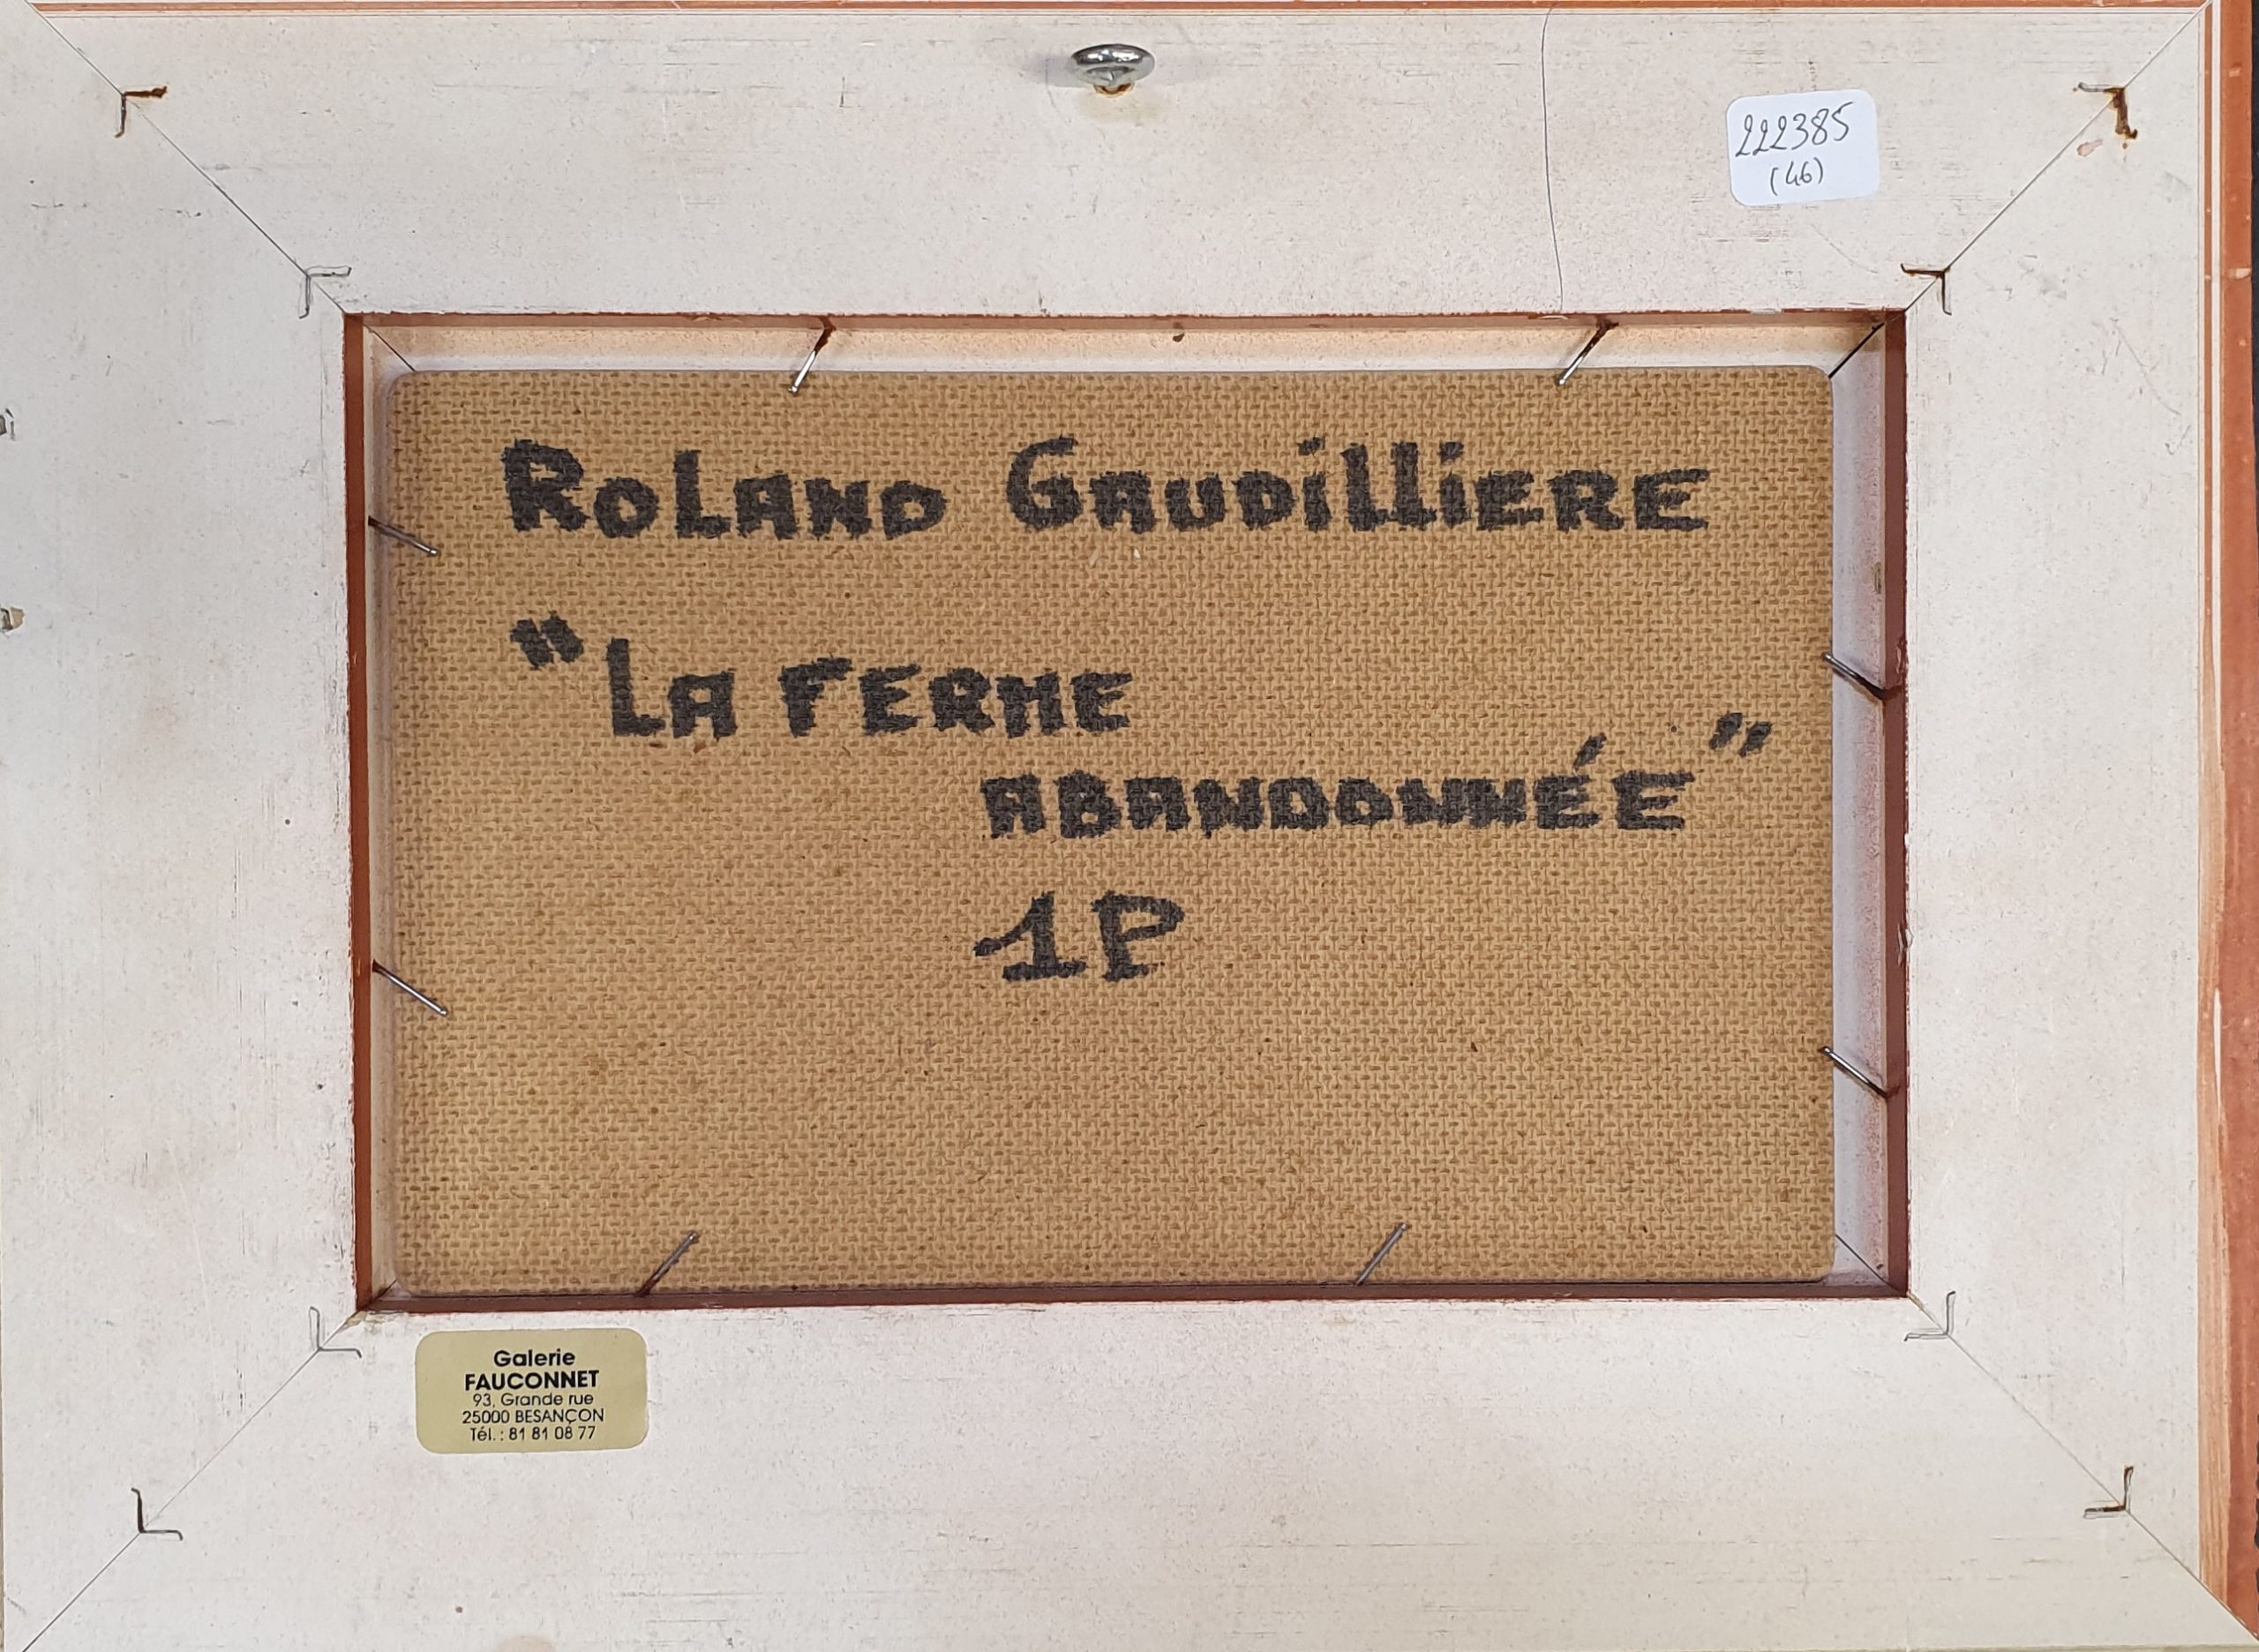 222385
(46)
Roland Gaudilliere
"La Ferme
abandonnée"
1P
Galerie
FAUCONNET
93, Grande rue
25000 BESANÇON
Tél. : 81 81 08 77